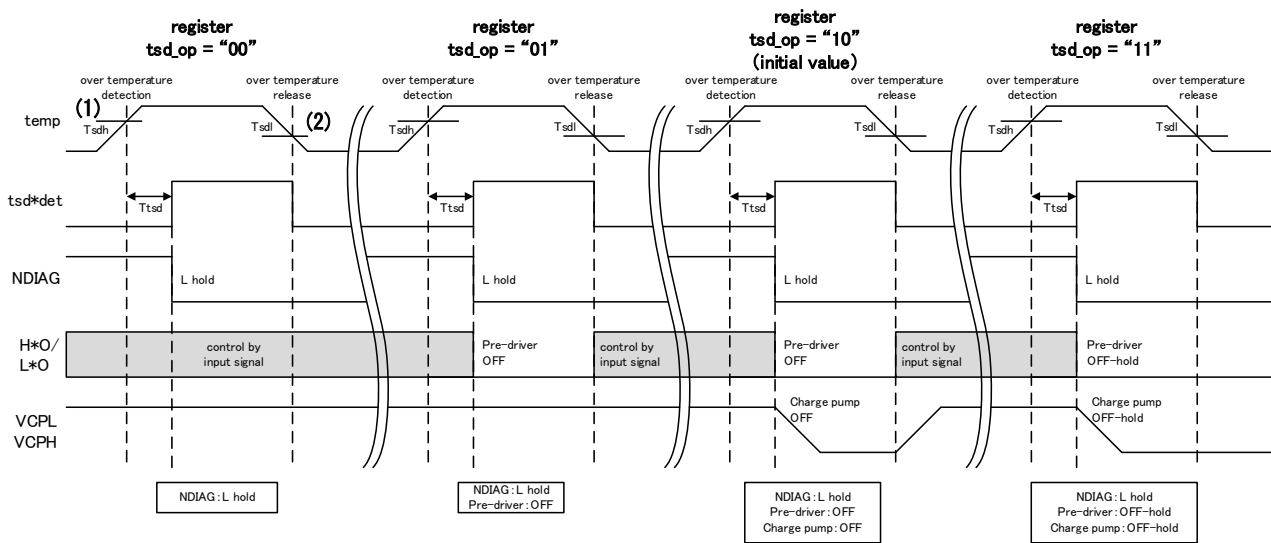 register
tsd_op = “00”
register
tsd_op = “01”
register
tsd_op = “10”
(initial value)
register
tsd_op = “11”
over temperature
detection
over temperature
release
over temperature
detection
over temperature
release
over temperature
detection
over temperature
release
over temperature
detection
over temperature
release
temp
(1)
Tsdh
Tsdl
(2)
Tsdh
Tsdl
Tsdh
Tsdl
Tsdh
Tsdl
tsd*det
Ttsd
Ttsd
Ttsd
Ttsd
NDIAG
L hold
L hold
L hold
L hold
H*O/
L*O
control by
input signal
Pre-driver
OFF
control by
input signal
Pre-driver
OFF
control by
input signal
Pre-driver
OFF-hold
VCPL
VCPH
Charge pump
OFF
Charge pump
OFF-hold
NDIAG:L hold
NDIAG:L hold
Pre-driver:OFF
NDIAG:L hold
Pre-driver:OFF
Charge pump:OFF
NDIAG:L hold
Pre-driver:OFF-hold
Charge pump:OFF-hold